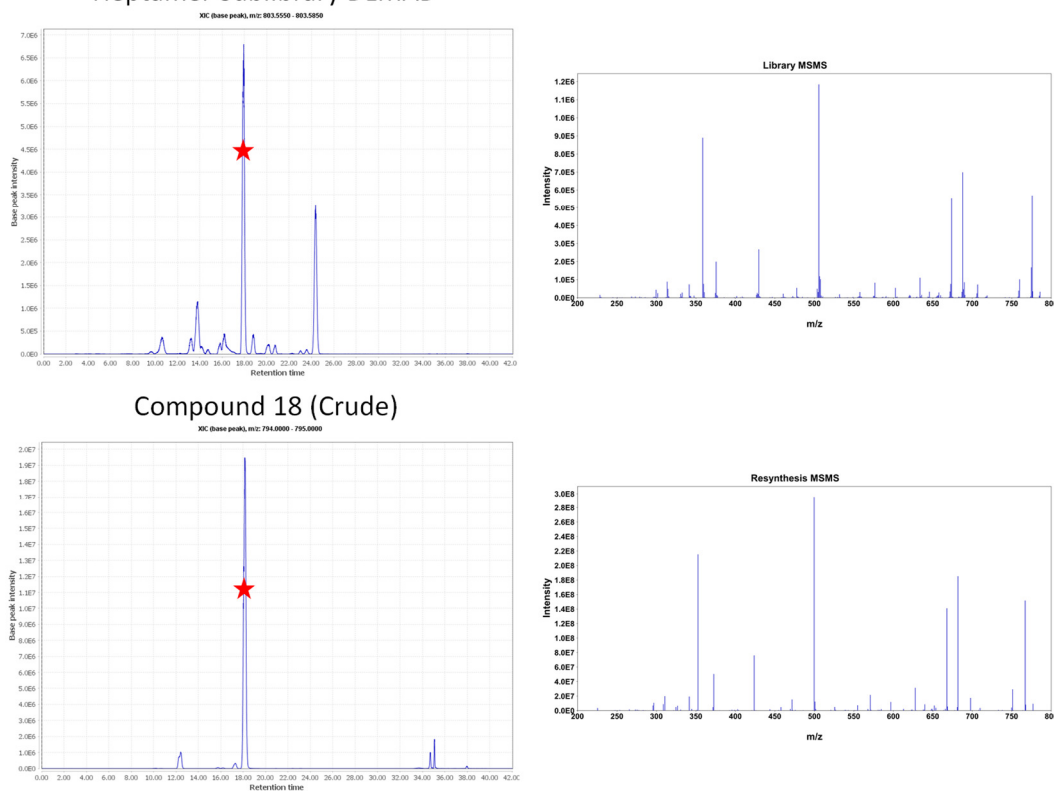 Heptamer Sublibrary
XIC (base peak), m/z: 803.5550 - 803.5850
7.0E6
6.5E6
6.0E6
5.5E6
5.0E6
4.5E6
4.0E6
3.5E6
3.0E6
2.5E6
2.0E6
1.5E6
1.0E6
5.0E5
0.0E0
Base peak intensity
0.00 2.00 4.00 6.00 8.00 10.00 12.00 14.00 16.00 18.00 20.00 22.00 24.00 26.00 28.00 30.00 32.00 34.00 36.00 38.00 40.00 42.0
Retention time
Library MSMS
1.2E6
1.1E6
1.0E6
9.0E5
8.0E5
7.0E5
6.0E5
5.0E5
4.0E5
3.0E5
2.0E5
1.0E5
0.0E0
Intensity
200 250 300 350 400 450 500 550 600 650 700 750 80
m/z
Compound 18 (Crude)
XIC (base peak), m/z: 794.0000 - 795.0000
2.0E7
1.9E7
1.8E7
1.7E7
1.6E7
1.5E7
1.4E7
1.3E7
1.2E7
1.1E7
1.0E7
9.0E6
8.0E6
7.0E6
6.0E6
5.0E6
4.0E6
3.0E6
2.0E6
1.0E6
0.0E0
Base peak intensity
0.00 2.00 4.00 6.00 8.00 10.00 12.00 14.00 16.00 18.00 20.00 22.00 24.00 26.00 28.00 30.00 32.00 34.00 36.00 38.00 40.00 42.0
Retention time
Resynthesis MSMS
3.0E8
2.8E8
2.6E8
2.4E8
2.2E8
2.0E8
1.8E8
1.6E8
1.4E8
1.2E8
1.0E8
8.0E7
6.0E7
4.0E7
2.0E7
0.0E0
Intensity
200 250 300 350 400 450 500 550 600 650 700 750 80
m/z